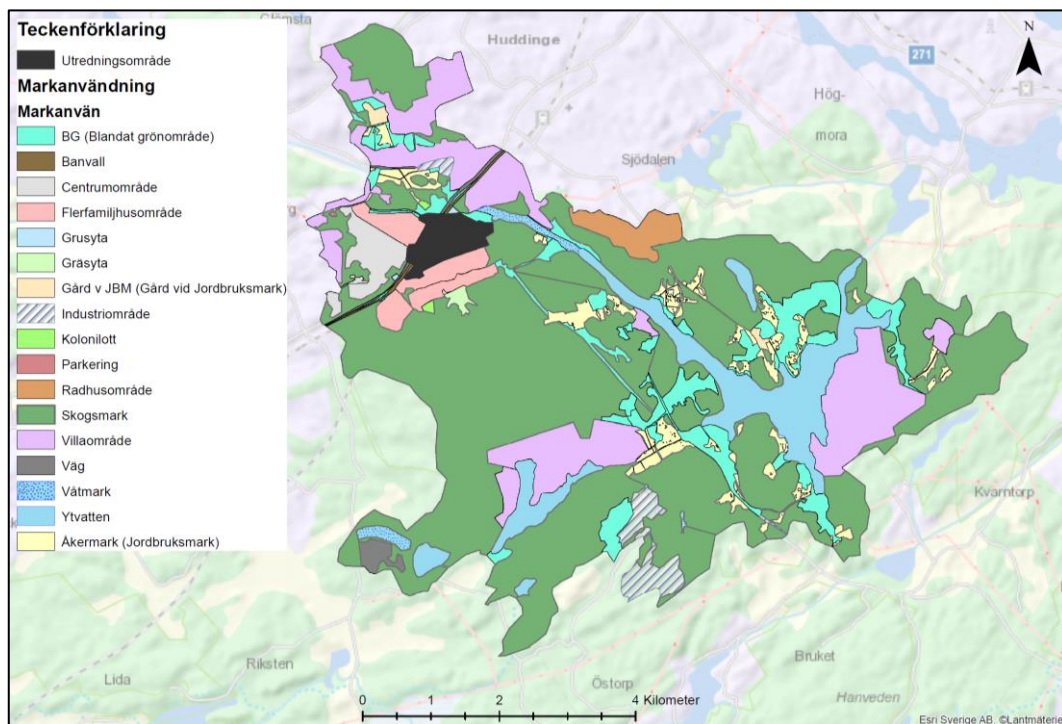 Teckenförklaring
Utredningsområde
Markanvändning
Markanvän
BG (Blandat grönområde)
Banvall
Centrumområde
Flerfamiljhusområde
Grusyta
Gräsyta
Gård v JBM (Gård vid Jordbruksmark)
Industriområde
Kolonilott
Parkering
Radhusområde
Skogsmark
Villaområde
Väg
Våtmark
Ytvatten
Åkermark (Jordbruksmark)
Huddinge
271
N
Hög-
mora
Sjödalen
Kvarntorp
Riksten
Lida
Östorp
Bruket
Hanveden
0 1 2 4 Kilometer
Esri Sverige AB, ©Lantmäterie